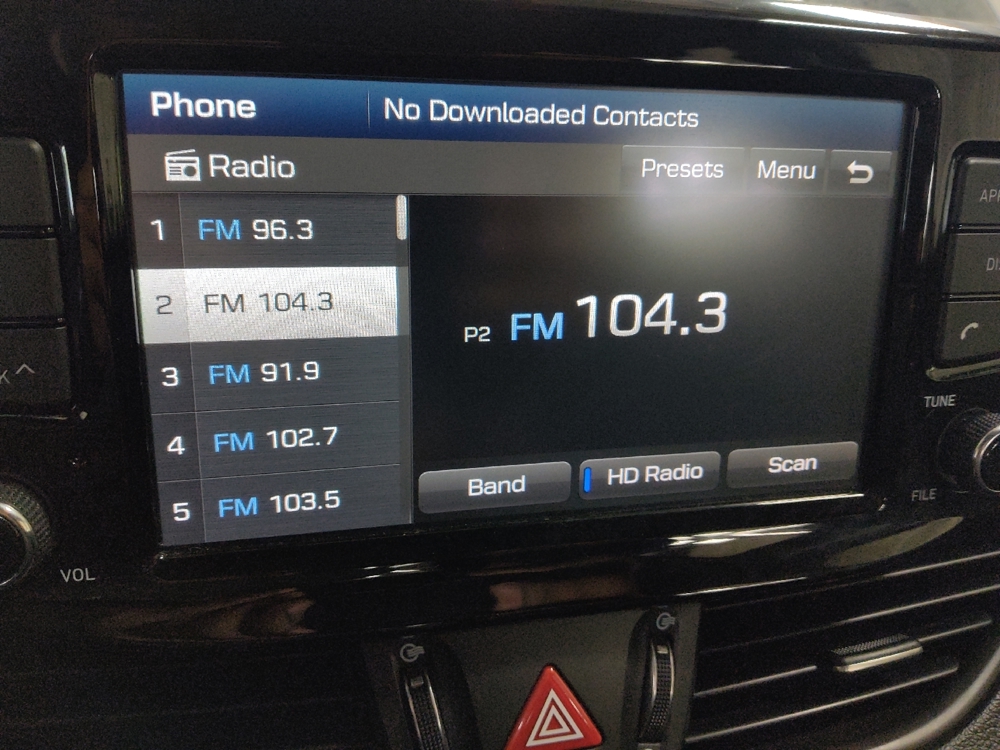 Phone
No Downloaded Contacts
Radio
Presets
Menu
1 FM 96.3
2 FM 104.3
3 FM 91.9
4 FM 102.7
5 FM 103.5
P2 FM 104.3
Band
HD Radio
Scan
TUNE
FILE
VOL